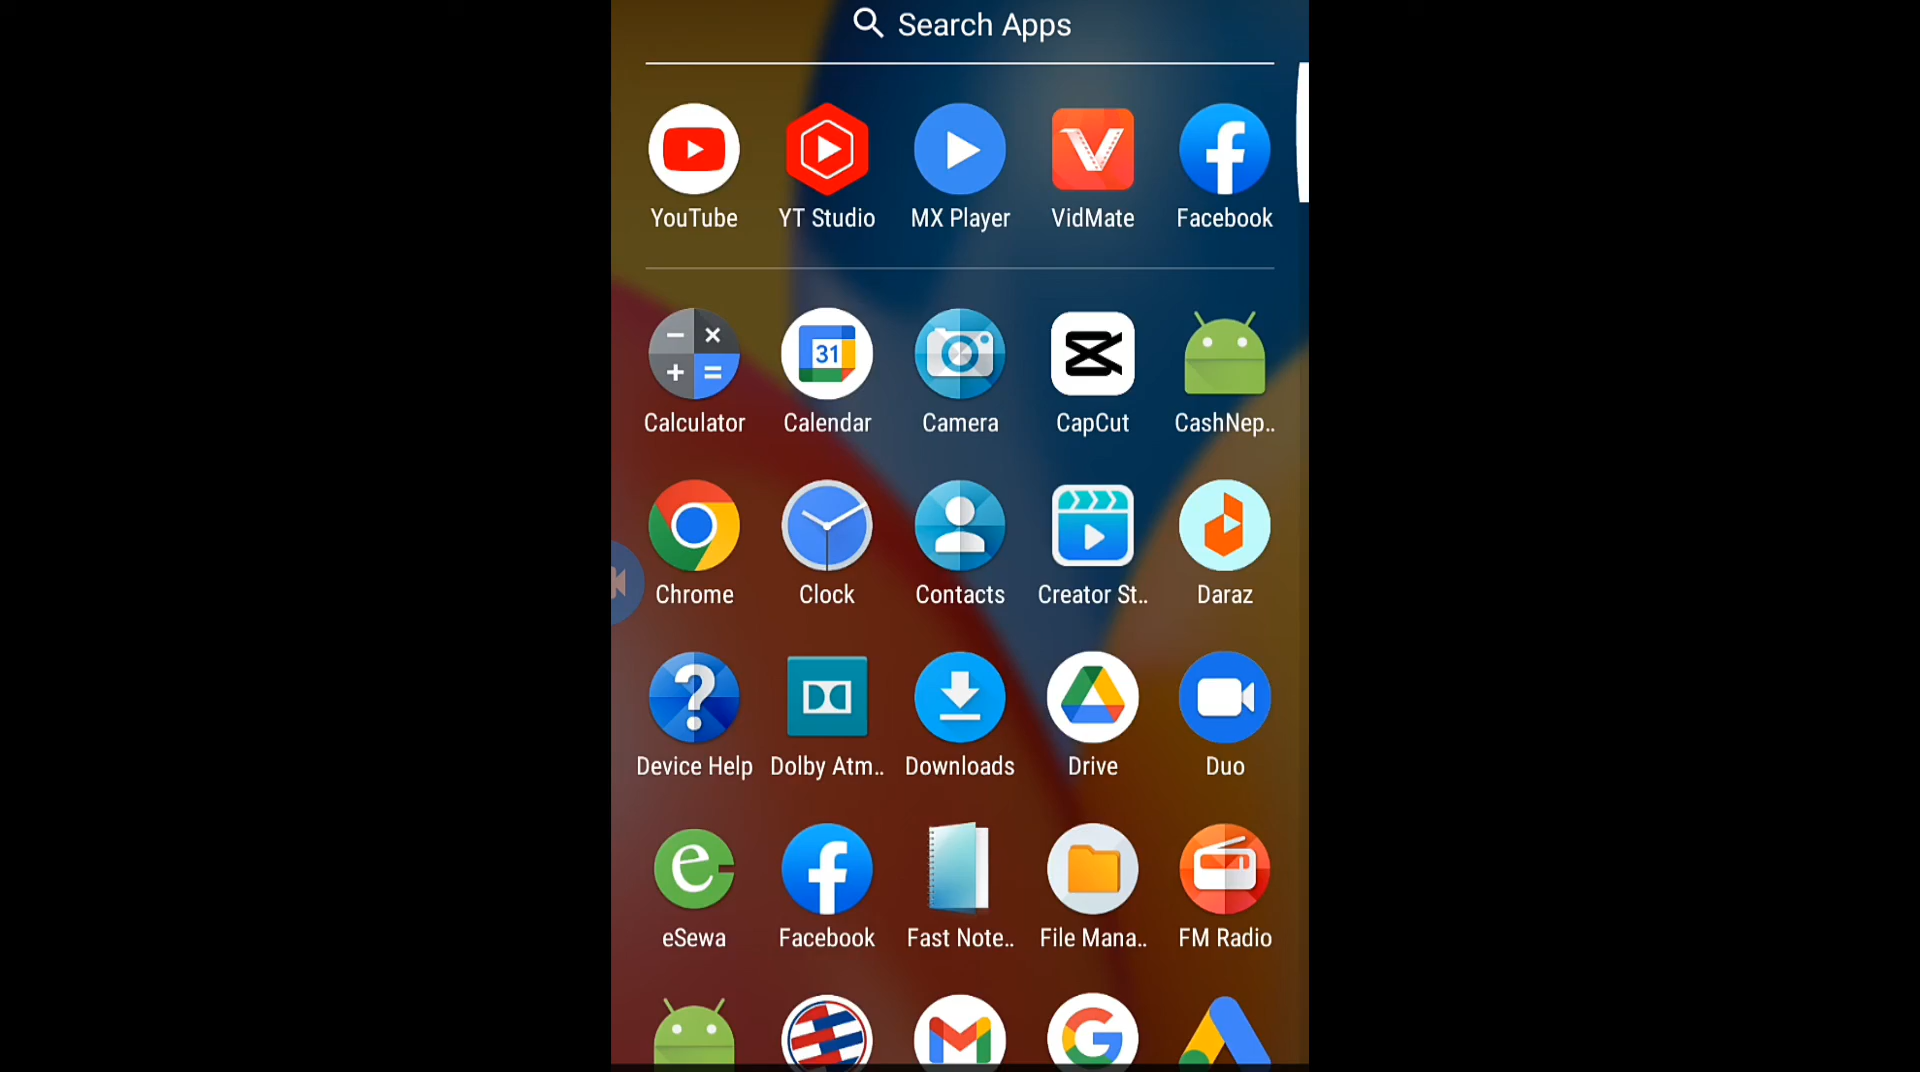 Search Apps
YouTube YT Studio MX Player VidMate Facebook
31
Calculator Calendar Camera CapCut CashNep..
Chrome Clock Contacts Creator St.. Daraz
Device Help Dolby Atm.. Downloads Drive Duo
eSewa Facebook Fast Note.. File Mana.. FM Radio